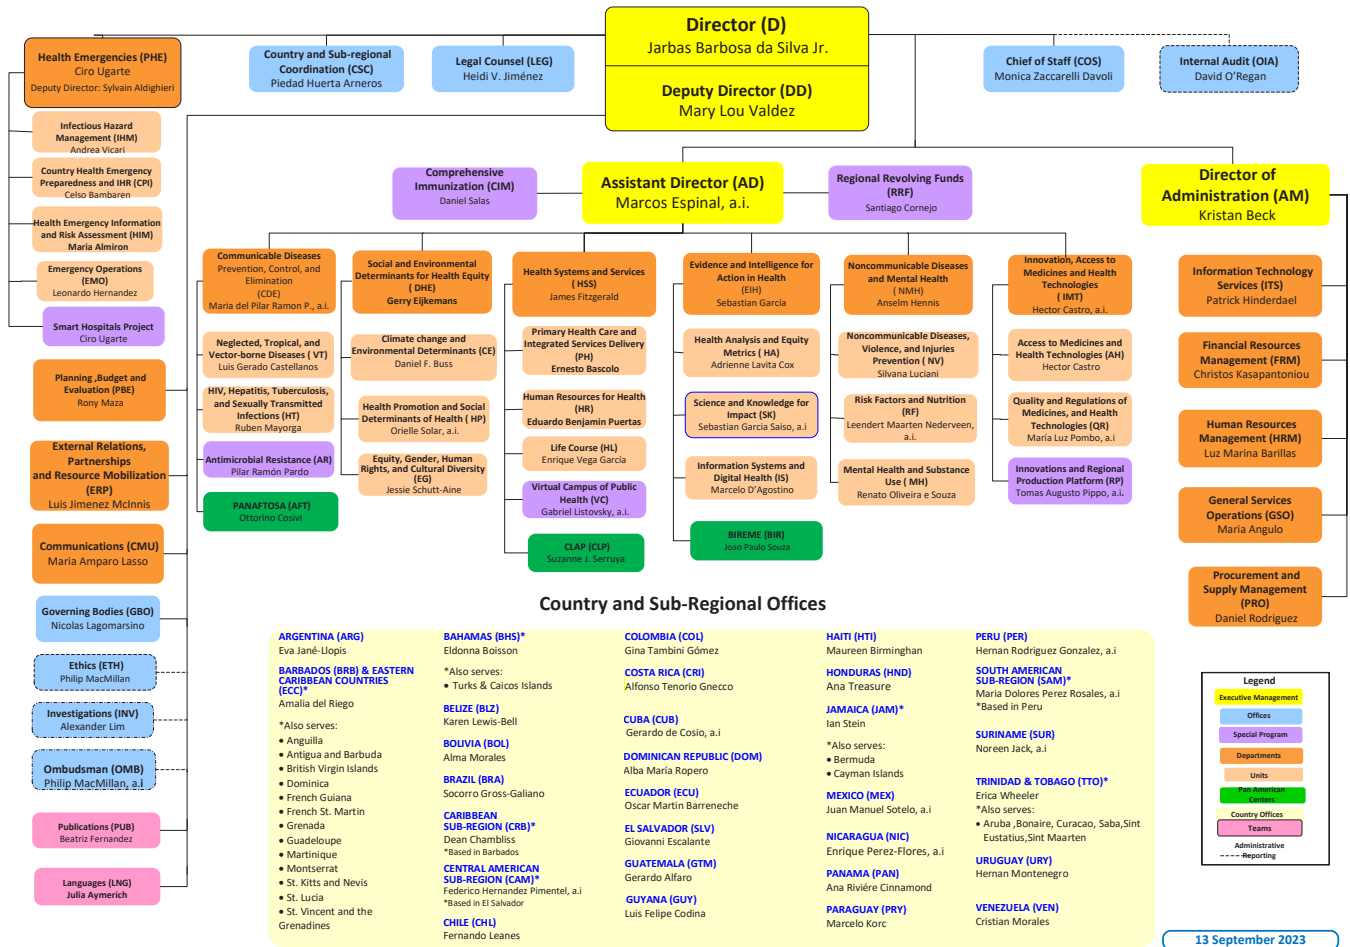 Director (D)
Jarbas Barbosa da Silva Jr.
Deputy Director (DD)
Mary Lou Valdez
Health Emergencies (PHE)
Ciro Ugarte
Deputy Director: Sylvain Aldighieri
Country and Sub-regional
Coordination (CSC)
Piedad Huerta Arneros
Legal Counsel (LEG)
Heidi V. Jiménez
Chief of Staff (COS)
Monica Zaccarelli Davoli
Internal Audit (OIA)
David O'Regan
Infectious Hazard
Management (IHM)
Andrea Vicari
Country Health Emergency
Preparedness and IHR (CPI)
Celso Bambaren
Health Emergency Information
and Risk Assessment (HIM)
Maria Almiron
Emergency Operations
(EMO)
Leonardo Hernandez
Smart Hospitals Project
Ciro Ugarte
Planning ,Budget and
Evaluation (PBE)
Rony Maza
External Relations,
Partnerships
and Resource Mobilization
(ERP)
Luis Jimenez McInnis
Communications (CMU)
Maria Amparo Lasso
Governing Bodies (GBO)
Nicolas Lagomarsino
Ethics (ETH)
Philip MacMillan
Investigations (INV)
Alexander Lim
Ombudsman (OMB)
Philip MacMillan, a.i
Publications (PUB)
Beatriz Fernandez
Languages (LNG)
Julia Aymerich
Comprehensive
Immunization (CIM)
Daniel Salas
Assistant Director (AD)
Marcos Espinal, a.i.
Regional Revolving Funds
(RRF)
Santiago Cornejo
Director of
Administration (AM)
Kristan Beck
Communicable Diseases
Prevention, Control, and
Elimination
(CDE)
Maria del Pilar Ramon P., a.i.
Neglected, Tropical, and
Vector-borne Diseases ( VT)
Luis Gerado Castellanos
HIV, Hepatitis, Tuberculosis,
and Sexually Transmitted
Infections (HT)
Ruben Mayorga
Antimicrobial Resistance (AR)
Pilar Ramón Pardo
PANAFTOSA (AFT)
Ottorino Cosivi
Social and Environmental
Determinants for Health Equity
( DHE)
Gerry Eijkemans
Climate change and
Environmental Determinants (CE)
Daniel F. Buss
Health Promotion and Social
Determinants of Health ( HP)
Orielle Solar, a.i.
Equity, Gender, Human
Rights, and Cultural Diversity
(EG)
Jessie Schutt-Aine
Health Systems and Services
( HSS)
James Fitzgerald
Primary Health Care and
Integrated Services Delivery
(PH)
Ernesto Bascolo
Human Resources for Health
(HR)
Eduardo Benjamin Puertas
Life Course (HL)
Enrique Vega García
Virtual Campus of Public
Health (VC)
Gabriel Listovsky, a.i.
CLAP (CLP)
Suzanne J. Serruya
Evidence and Intelligence for
Action in Health
(EIH)
Sebastian García
Health Analysis and Equity
Metrics ( HA)
Adrienne Lavita Cox
Science and Knowledge for
Impact (SK)
Sebastian Garcia Saiso, a.i
Information Systems and
Digital Health (IS)
Marcelo D'Agostino
BIREME (BIR)
Joao Paulo Souza
Noncommunicable Diseases
and Mental Health
( NMH)
Anselm Hennis
Noncommunicable Diseases,
Violence, and Injuries
Prevention ( NV)
Silvana Luciani
Risk Factors and Nutrition
(RF)
Leendert Maarten Nederveen,
a.i.
Mental Health and Substance
Use ( MH)
Renato Oliveira e Souza
Innovation, Access to
Medicines and Health
Technologies
( IMT)
Hector Castro, a.i.
Access to Medicines and
Health Technologies (AH)
Hector Castro
Quality and Regulations of
Medicines, and Health
Technologies (QR)
María Luz Pombo, a.i
Innovations and Regional
Production Platform (RP)
Tomas Augusto Pippo, a.i.
Information Technology
Services (ITS)
Patrick Hinderdael
Financial Resources
Management (FRM)
Christos Kasapantoniou
Human Resources
Management (HRM)
Luz Marina Barillas
General Services
Operations (GSO)
Maria Angulo
Procurement and
Supply Management
(PRO)
Daniel Rodriguez
Country and Sub-Regional Offices
ARGENTINA (ARG)
Eva Jané-Llopis
BARBADOS (BRB) & EASTERN
CARIBBEAN COUNTRIES
(ECC)*
Amalia del Riego
*Also serves:
• Anguilla
• Antigua and Barbuda
• British Virgin Islands
• Dominica
• French Guiana
• French St. Martin
• Grenada
• Guadeloupe
• Martinique
• Montserrat
• St. Kitts and Nevis
• St. Lucia
• St. Vincent and the
Grenadines
BAHAMAS (BHS)*
Eldonna Boisson
*Also serves:
• Turks & Caicos Islands
BELIZE (BLZ)
Karen Lewis-Bell
BOLIVIA (BOL)
Alma Morales
BRAZIL (BRA)
Socorro Gross-Galiano
CARIBBEAN
SUB-REGION (CRB)*
Dean Chambliss
*Based in Barbados
CENTRAL AMERICAN
SUB-REGION (CAM)*
Federico Hernandez Pimentel, a.i
*Based in El Salvador
CHILE (CHL)
Fernando Leanes
COLOMBIA (COL)
Gina Tambini Gómez
COSTA RICA (CRI)
Alfonso Tenorio Gnecco
CUBA (CUB)
Gerardo de Cosio, a.i
DOMINICAN REPUBLIC (DOM)
Alba María Ropero
ECUADOR (ECU)
Oscar Martin Barreneche
EL SALVADOR (SLV)
Giovanni Escalante
GUATEMALA (GTM)
Gerardo Alfaro
GUYANA (GUY)
Luis Felipe Codina
HAITI (HTI)
Maureen Birminghan
HONDURAS (HND)
Ana Treasure
JAMAICA (JAM)*
Ian Stein
*Also serves:
• Bermuda
• Cayman Islands
MEXICO (MEX)
Juan Manuel Sotelo, a.i
NICARAGUA (NIC)
Enrique Perez-Flores, a.i
PANAMA (PAN)
Ana Riviére Cinnamond
PARAGUAY (PRY)
Marcelo Korc
PERU (PER)
Hernan Rodriguez Gonzalez, a.i
SOUTH AMERICAN
SUB-REGION (SAM)*
Maria Dolores Perez Rosales, a.i
*Based in Peru
SURINAME (SUR)
Noreen Jack, a.i
TRINIDAD & TOBAGO (TTO)*
Erica Wheeler
*Also serves:
• Aruba ,Bonaire, Curacao, Saba,Sint
Eustatius,Sint Maarten
URUGUAY (URY)
Hernan Montenegro
VENEZUELA (VEN)
Cristian Morales
Legend
Executive Management
Offices
Special Program
Departments
Units
Pan American
Centers
Country Offices
Teams
Administrative
Reporting
13 September 2023